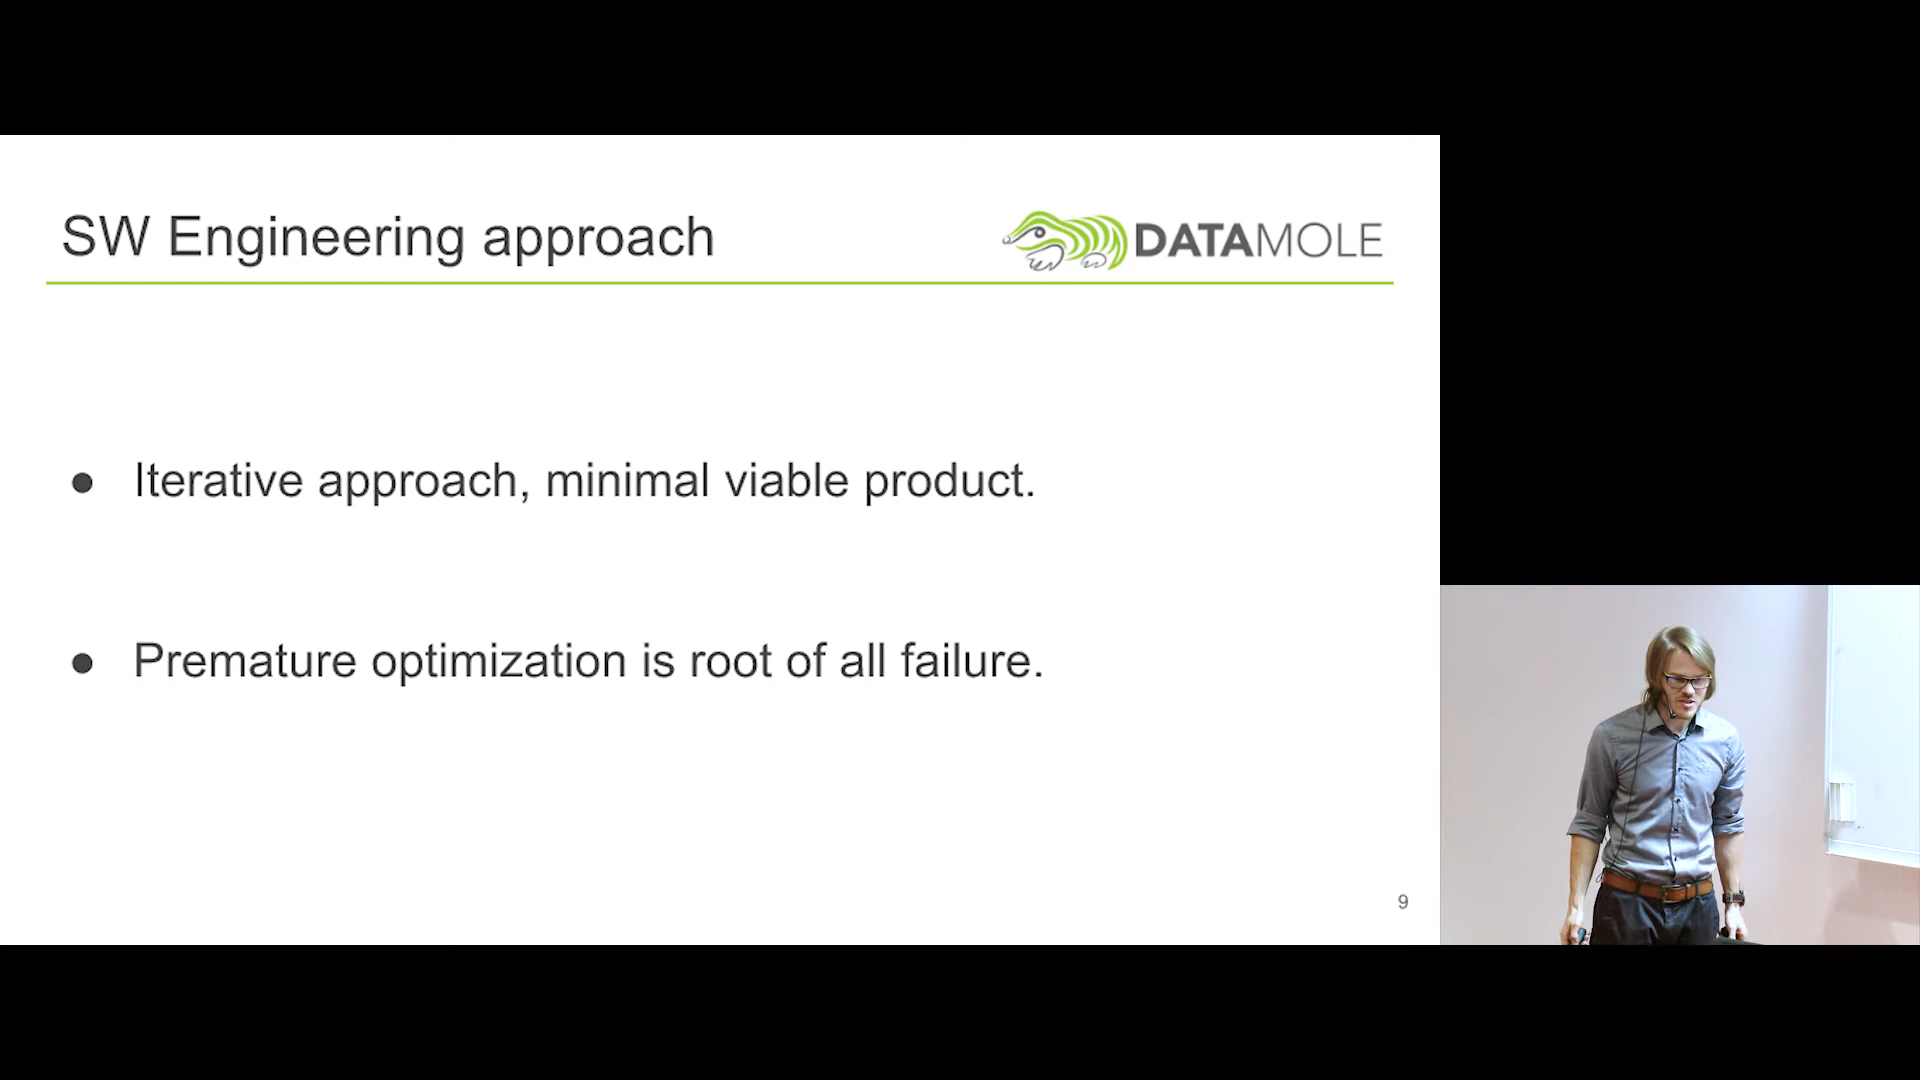 SW Engineering approach
DATAMOLE
● Iterative approach, minimal viable product.
● Premature optimization is root of all failure.
9